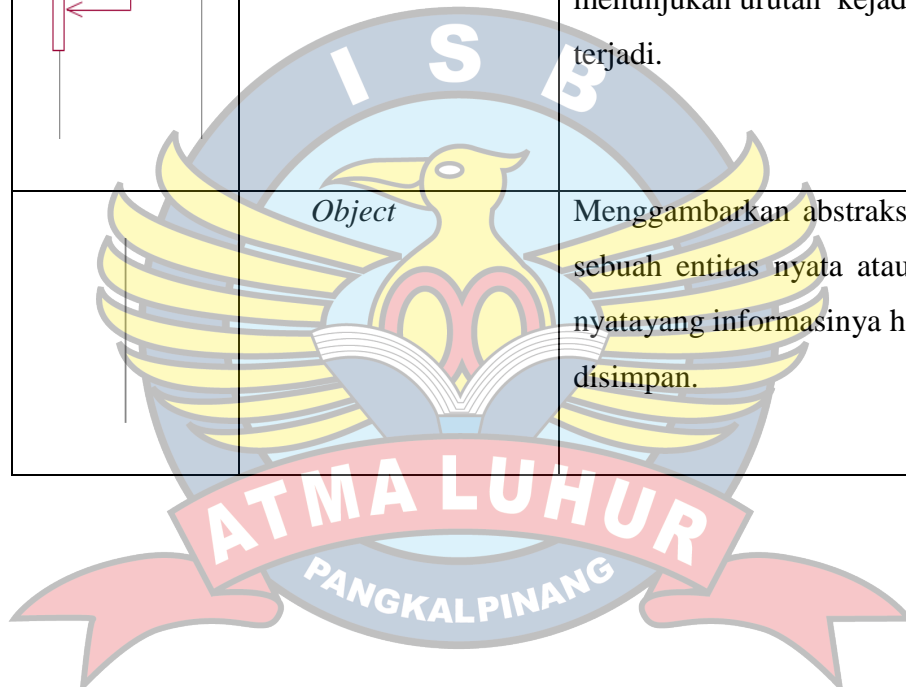 menunjukan urutan kejad
terjadi.
Object
Menggambarkan abstraks
sebuah entitas nyata atau
nyatayang informasinya h
disimpan.
I S B
ATMA LUHUR
PANGKALPINANG